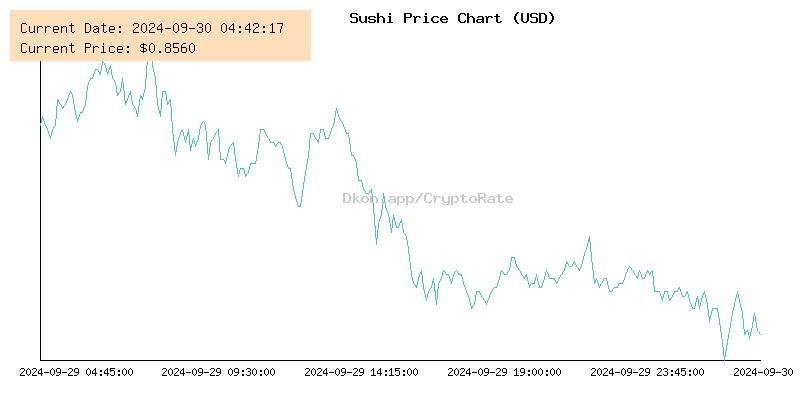 Sushi Price Chart (USD)
Current Date: 2024-09-30 04:42:17
Current Price: $0.8560
Dkon.app/CryptoRate
2024-09-29 04:45:00 2024-09-29 09:30:00 2024-09-29 14:15:00 2024-09-29 19:00:00 2024-09-29 23:45:00 2024-09-30